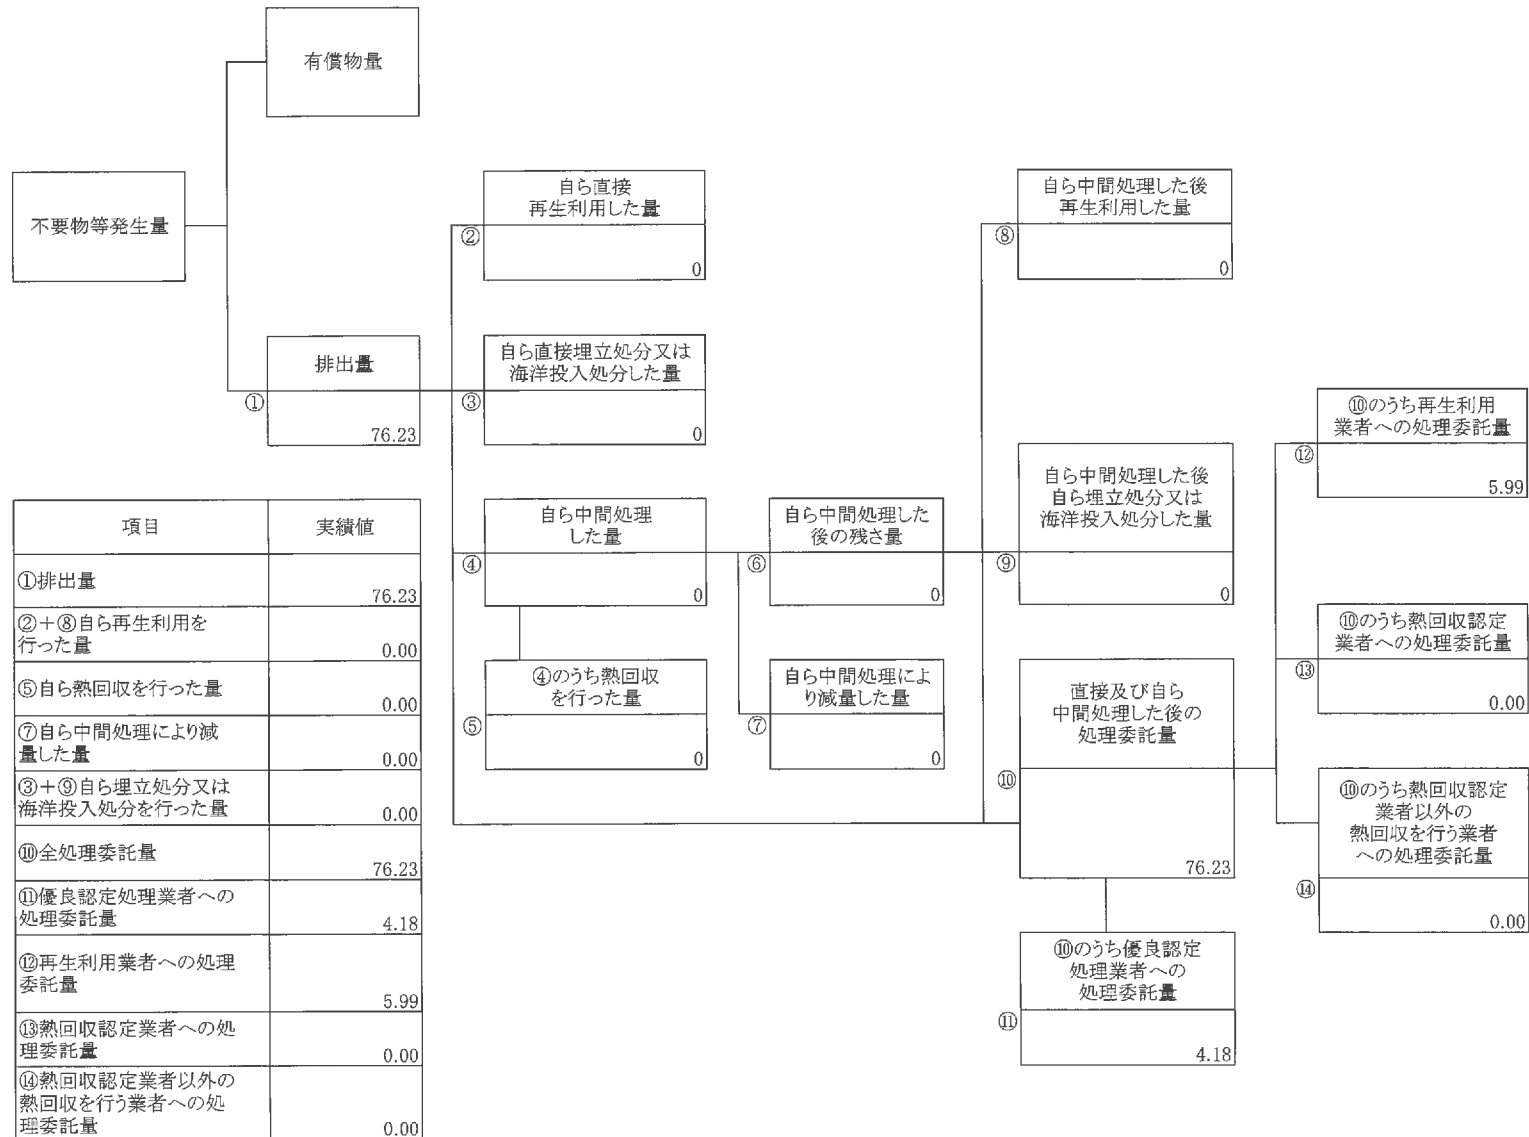 有償物量
不要物等発生量
排出量
①
76.23
自ら直接
再生利用した量
②
0
自ら直接埋立処分又は
海洋投入処分した量
③
0
自ら中間処理
した量
④
0
④のうち熱回収
を行った量
⑤
0
自ら中間処理した
後の残さ量
⑥
0
自ら中間処理によ
り減量した量
⑦
0
自ら中間処理した後
再生利用した量
⑧
0
自ら中間処理した後
自ら埋立処分又は
海洋投入処分した量
⑨
0
直接及び自ら
中間処理した後の
処理委託量
⑩
76.23
⑩のうち優良認定
処理業者への
処理委託量
⑪
4.18
⑩のうち再生利用
業者への処理委託量
⑫
5.99
⑩のうち熱回収認定
業者への処理委託量
⑬
0.00
⑩のうち熱回収認定
業者以外の
熱回収を行う業者
への処理委託量
⑭
0.00
項目 実績値
①排出量
76.23
②＋⑧自ら再生利用を
行った量
0.00
⑤自ら熱回収を行った量
0.00
⑦自ら中間処理により減
量した量
0.00
③＋⑨自ら埋立処分又は
海洋投入処分を行った量
0.00
⑩全処理委託量
76.23
⑪優良認定処理業者への
処理委託量
4.18
⑫再生利用業者への処理
委託量
5.99
⑬熱回収認定業者への処
理委託量
0.00
⑭熱回収認定業者以外の
熱回収を行う業者への処
理委託量
0.00